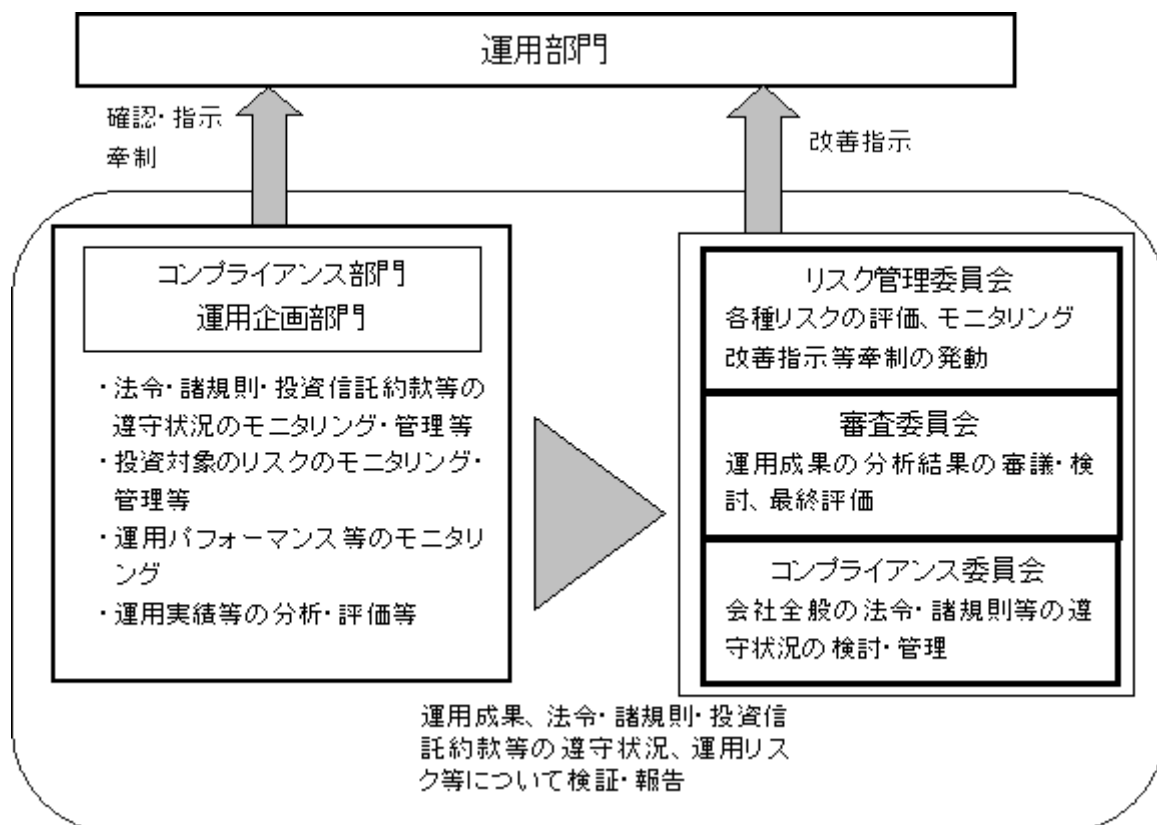 運用部門
確認・指示
牽制
改善指示
コンプライアンス部門
運用企画部門
・法令・諸規則・投資信託約款等の
遵守状況のモニタリング・管理等
・投資対象のリスクのモニタリング・
管理等
・運用パフォーマンス等のモニタリ
ング
・運用実績等の分析・評価等
リスク管理委員会
各種リスクの評価、モニタリング
改善指示等牽制の発動
審査委員会
運用成果の分析結果の審議・検
討、最終評価
コンプライアンス委員会
会社全般の法令・諸規則等の遵
守状況の検討・管理
運用成果、法令・諸規則・投資信
託約款等の遵守状況、運用リス
ク等について検証・報告